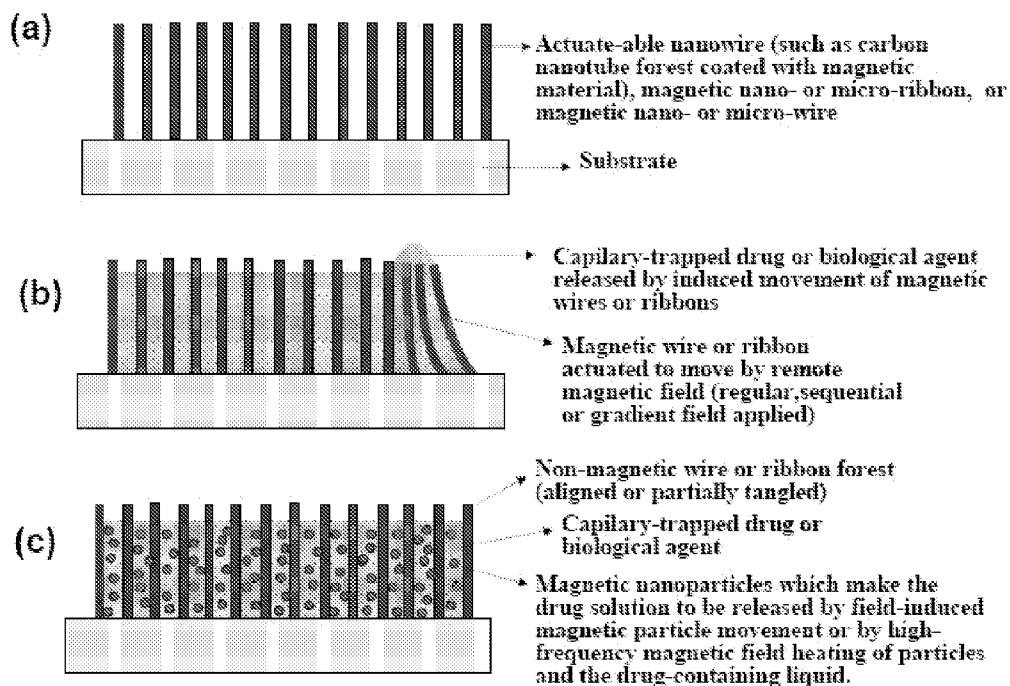 (a)
Actuate-able nanowire (such as carbon
nanotube forest coated with magnetic
material), magnetic nano- or micro-ribbon, or
magnetic nano- or micro-wire
Substrate
(b)
Capilary-trapped drug or biological agent
released by induced movement of magnetic
wires or ribbons
Magnetic wire or ribbon
actuated to move by remote
magnetic field (regular,sequential
or gradient field applied)
(c)
Non-magnetic wire or ribbon forest
(aligned or partially tangled)
Capilary-trapped drug or
biological agent
Magnetic nanoparticles which make the
drug solution to be released by field-induced
magnetic particle movement or by high-
frequency magnetic field heating of particles
and the drug-containing liquid.